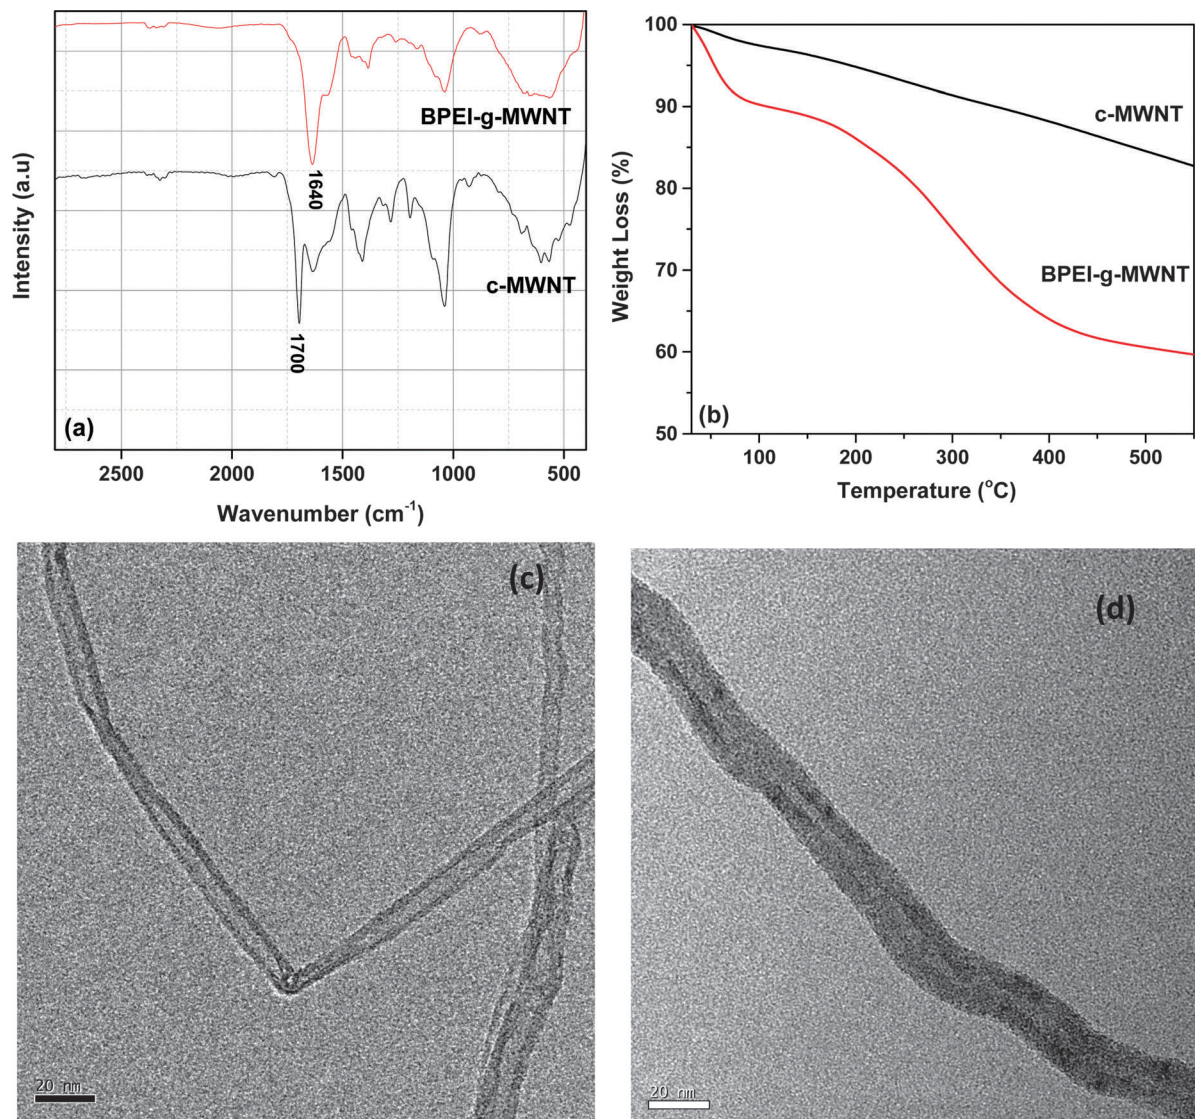 BPEI-g-MWNT
1640
c-MWNT
1700
(a)
Intensity (a.u)
2500 2000 1500 1000 500
Wavenumber (cm-1)
100
90
80
70
60
50
Weight Loss (%)
c-MWNT
BPEI-g-MWNT
(b)
100 200 300 400 500
Temperature (oC)
(c)
20 nm
(d)
20 nm